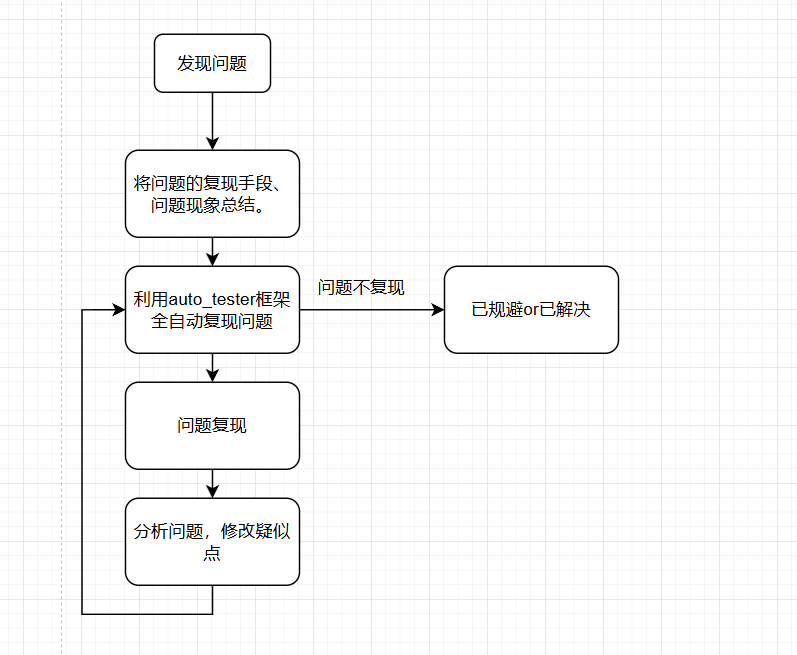 发现问题
将问题的复现手段、
问题现象总结。
利用auto_tester框架
全自动复现问题
问题不复现
已规避or已解决
问题复现
分析问题，修改疑似
点